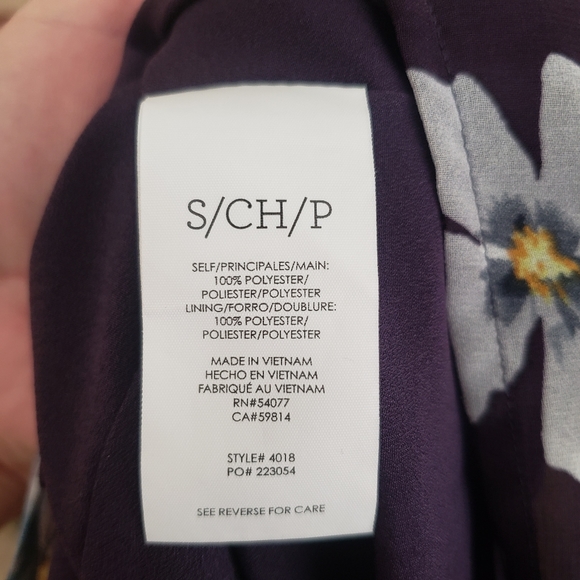 S/CH/P
SELF/PRINCIPALES/MAIN:
100% POLYESTER/
POLIESTER/POLYESTER
LINING/FORRO/DOUBLURE:
100% POLYESTER/
POLIESTER/POLYESTER
MADE IN VIETNAM
HECHO EN VIETNAM
FABRIQUÉ AU VIETNAM
RN#54077
CA#59814
STYLE# 4018
PO# 223054
SEE REVERSE FOR CARE